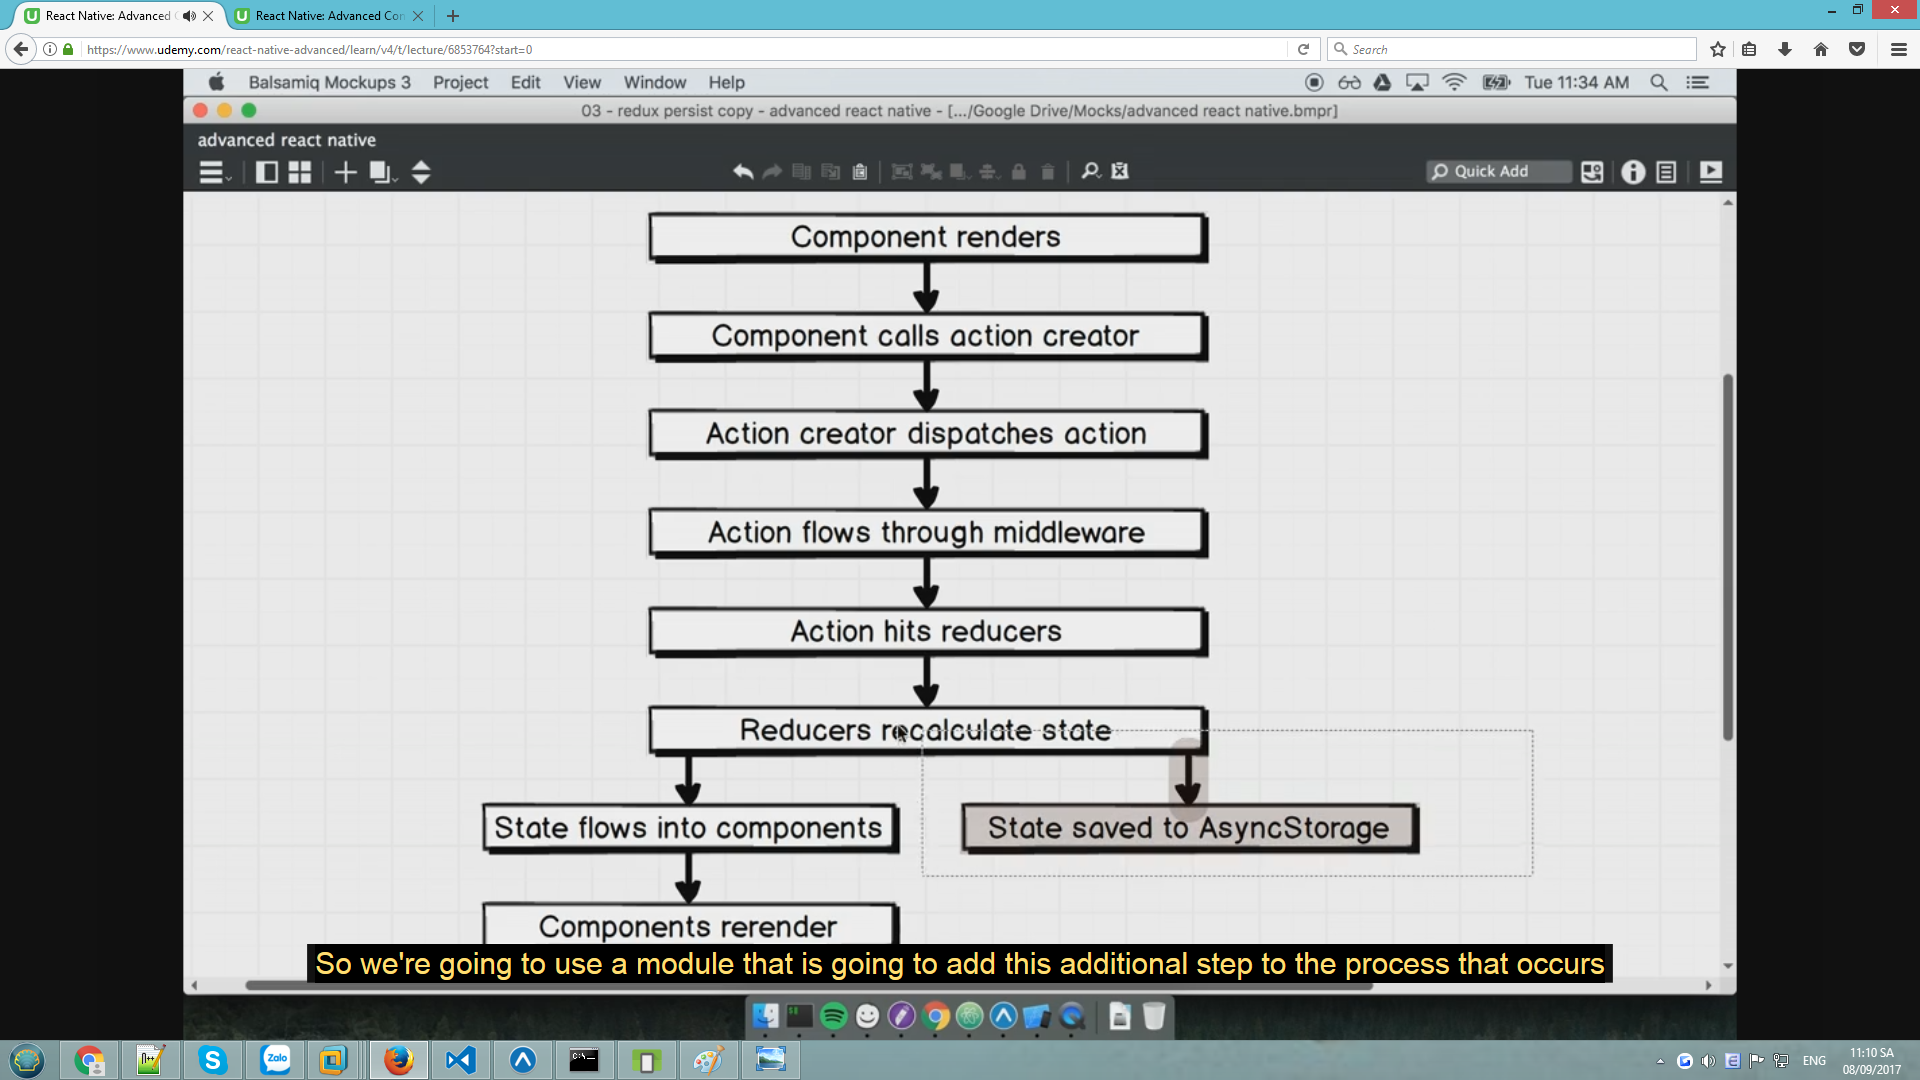 React Native: Advanced C
React Native: Advanced Con
https://www.udemy.com/react-native-advanced/learn/v4/t/lecture/6853764?start=0
Search
Balsamiq Mockups 3 Project Edit View Window Help
Tue 11:34 AM
03 - redux persist copy - advanced react native - [.../Google Drive/Mocks/advanced react native.bmpr]
advanced react native
Quick Add
Component renders
Component calls action creator
Action creator dispatches action
Action flows through middleware
Action hits reducers
Reducers recalculate state
State flows into components
State saved to AsyncStorage
Components rerender
So we're going to use a module that is going to add this additional step to the process that occurs
Zalo
ENG
11:10 SA
08/09/2017